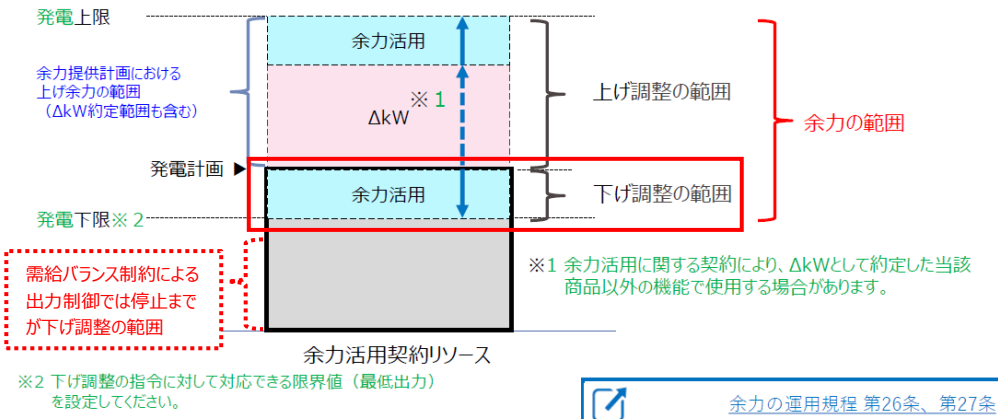 発電上限
余力活用
余力提供計画における
上げ余力の範囲
（ΔkW約定範囲も含む）
※１
ΔkW
上げ調整の範囲
余力の範囲
発電計画 ▶
余力活用
下げ調整の範囲
発電下限※２
需給バランス制約による
出力制御では停止まで
が下げ調整の範囲
※1 余力活用に関する契約により、ΔkWとして約定した当該
商品以外の機能で使用する場合があります。
余力活用契約リソース
※２ 下げ調整の指令に対して対応できる限界値（最低出力）
を設定してください。
余力の運用規程 第26条、第27条